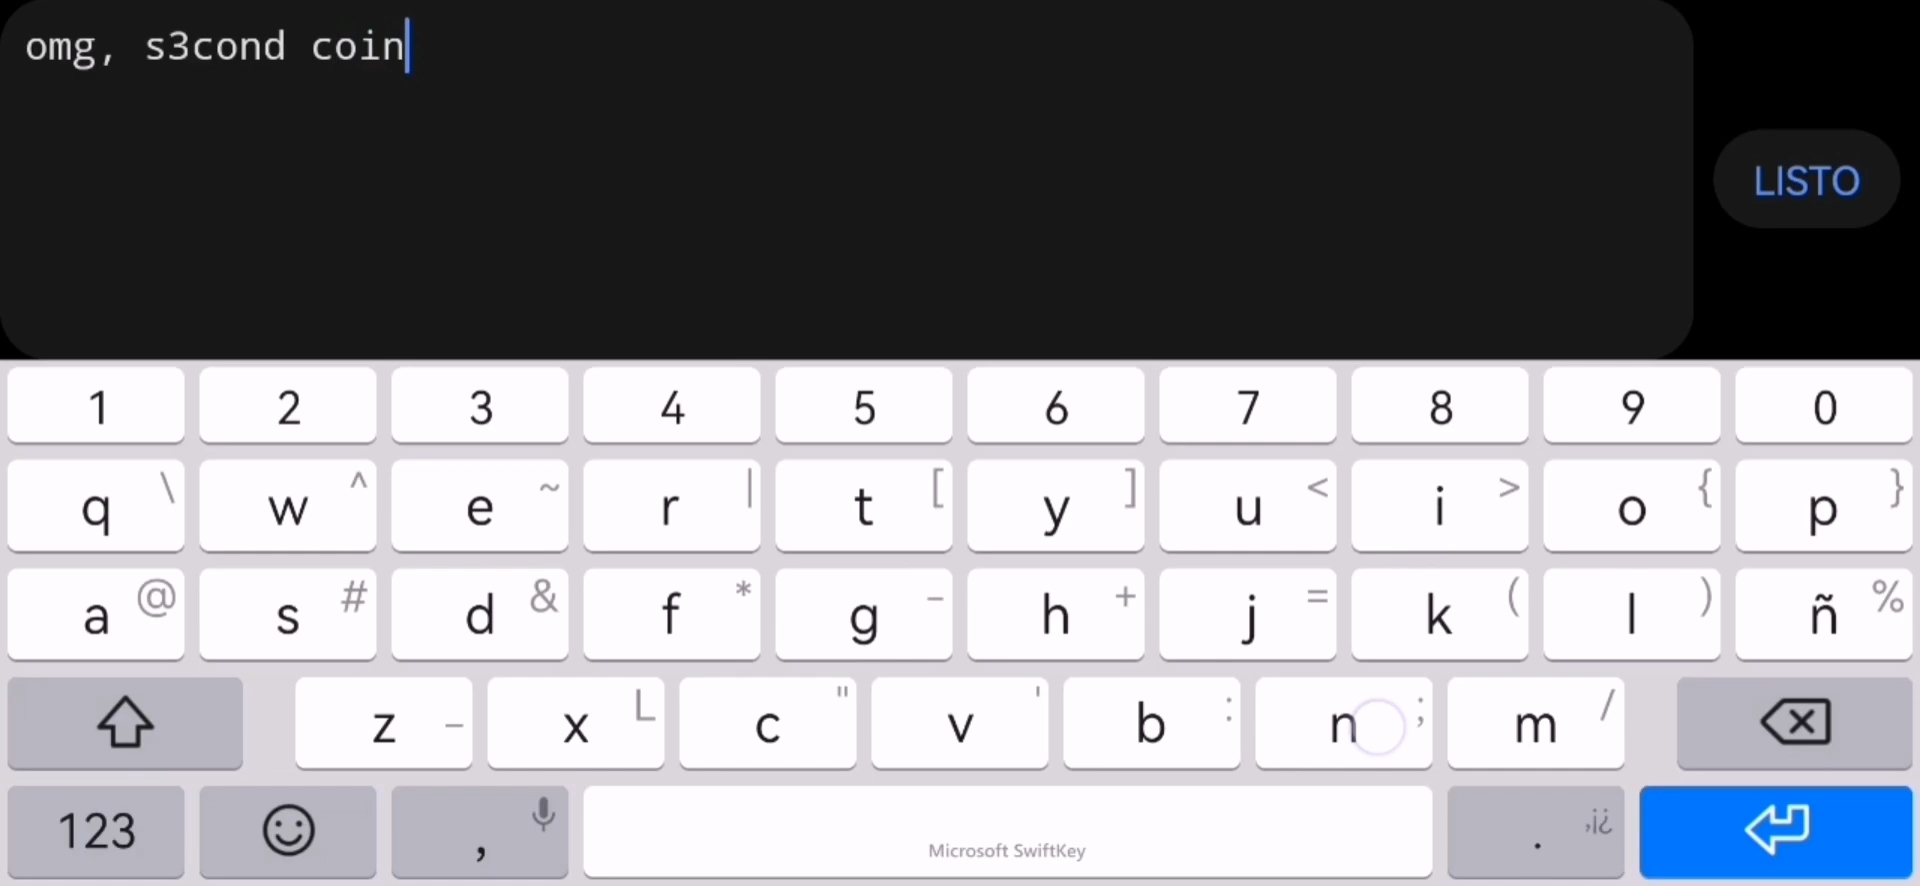 omg, s3cond coin
LISTO
1 2 3 4 5 6 7 8 9 0
q \ w ^ e ~ r | t [ y ] u < i > o { p }
a @ s # d & f * g - h + j = k ( l ) ñ %
z _ x L c " v ' b : n ; m /
123 , Microsoft SwiftKey . ,¡¿